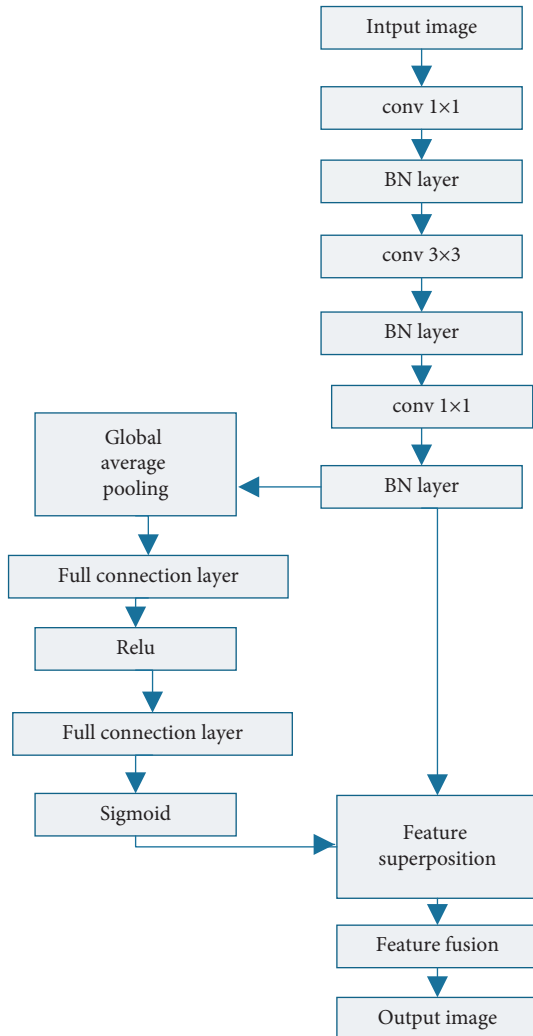 Intput image
conv 1×1
BN layer
conv 3×3
BN layer
conv 1×1
BN layer
Global
average
pooling
Full connection layer
Relu
Full connection layer
Sigmoid
Feature
superposition
Feature fusion
Output image